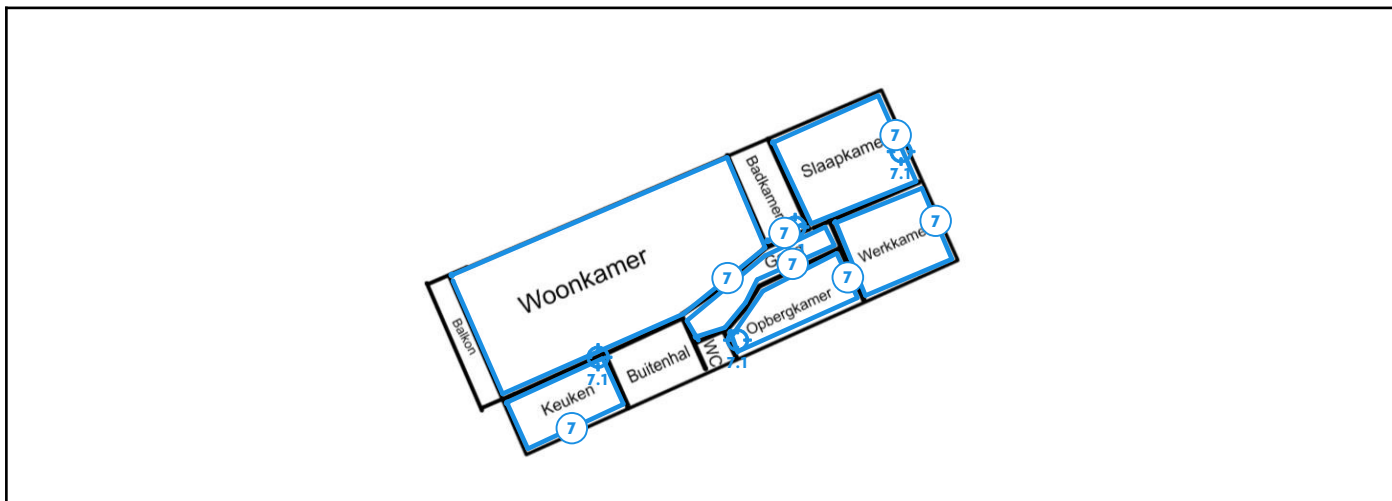 7
Slaapkamer
7.1
Badkamer
7
Werkkamer
7
7
Woonkamer
7
7
Opbergkamer
Balkon
WC
7.1
Buitenhal
7.1
Keuken
7